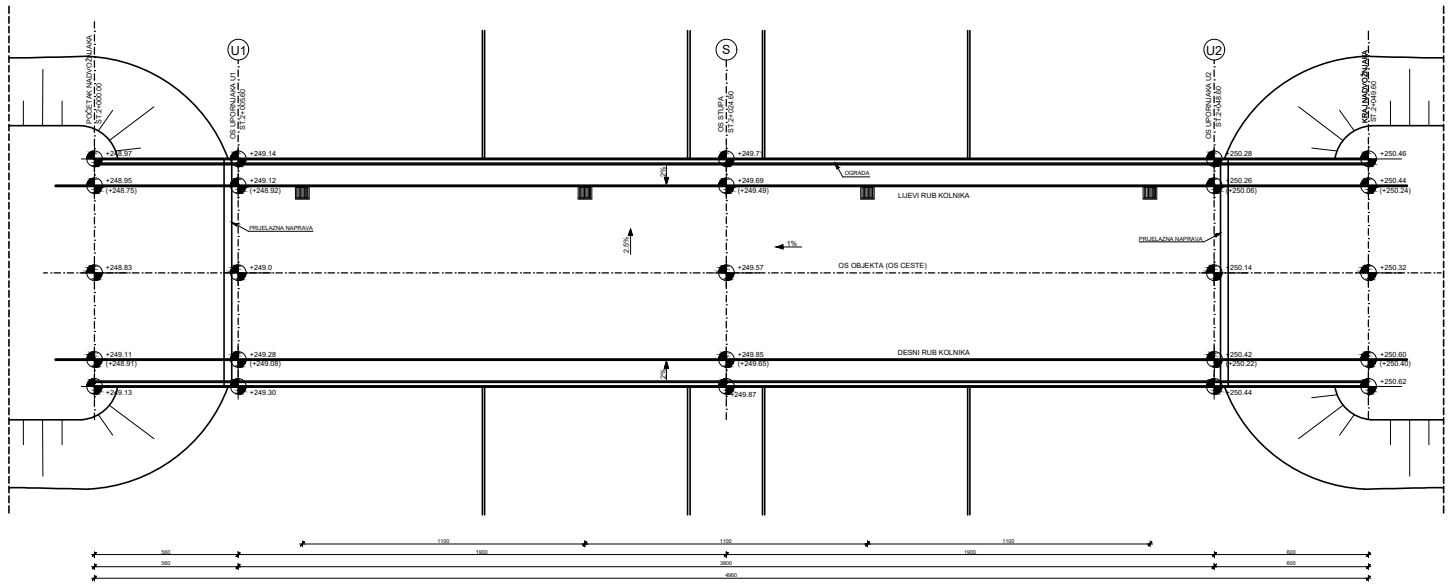 U1
S
U2
POČETAK NADVOŽNJAKA
ST.2+000.00
OS UPORNJAKA U1
ST.2+005.60
OS STUPA
ST.2+024.60
OS UPORNJAKA U2
KRAJ NADVOŽNJAKA
ST.2+049.60
+248.97
+249.14
+249.71
+250.28
+250.46
2%
OGRADA
+248.95
(+248.75)
+249.12
(+248.92)
+249.69
(+249.49)
+250.26
(+250.06)
+250.44
(+250.24)
LIJEVI RUB KOLNIKA
PRIJELAZNA NAPRAVA
2.5%
1%
PRIJELAZNA NAPRAVA
+248.83
+249.0
+249.57
OS OBJEKTA (OS CESTE)
+250.14
+250.32
+249.11
(+248.91)
+249.28
(+249.08)
+249.85
(+249.65)
DESNI RUB KOLNIKA
+250.42
(+250.22)
+250.60
(+250.40)
2%
+249.13
+249.30
+249.87
+250.44
+250.62
1100
1100
1100
560
1900
1900
600
560
3800
600
4960